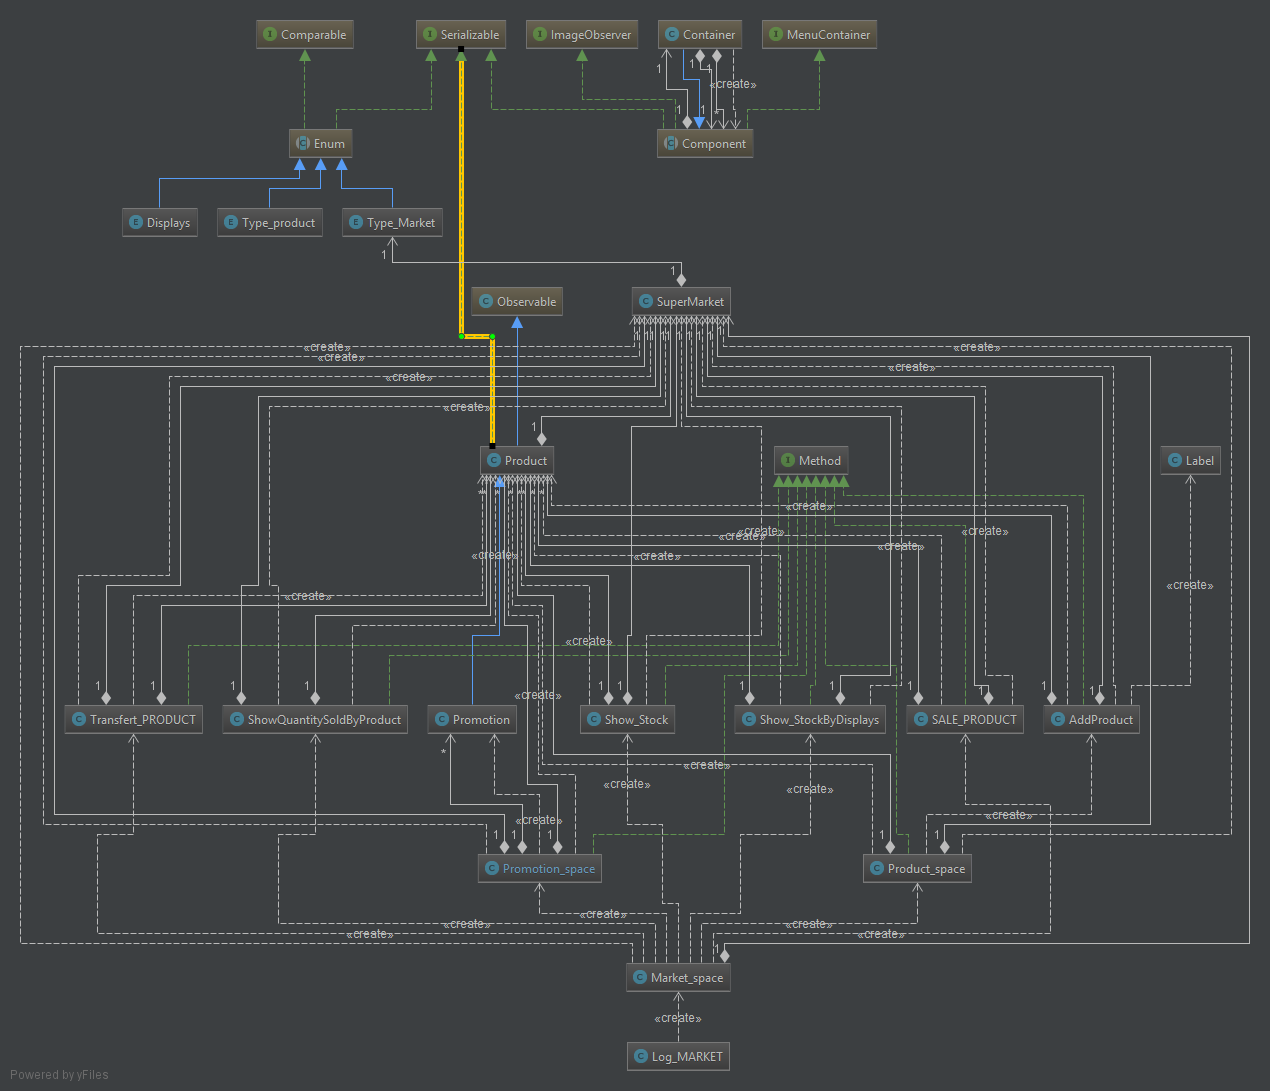 Comparable
Serializable
ImageObserver
Container
MenuContainer
1
1
1
«create»
1
1
*
Enum
Component
Displays
Type_product
Type_Market
1
1
Observable
SuperMarket
«create»
«create»
«create»
«create»
«create»
«create»
1
Product
Method
Label
«create»
«create»
«create»
«create»
«create»
«create»
«create»
«create»
«create»
«create»
«create»
1
1
1
1
1
1
1
1
1
1
1
1
Transfert_PRODUCT
ShowQuantitySoldByProduct
Promotion
Show_Stock
Show_StockByDisplays
SALE_PRODUCT
AddProduct
*
«create»
«create»
«create»
«create»
«create»
1
1
1
1
1
Promotion_space
Product_space
«create»
«create»
«create»
«create»
«create»
1
Market_space
«create»
Log_MARKET
Powered by yFiles